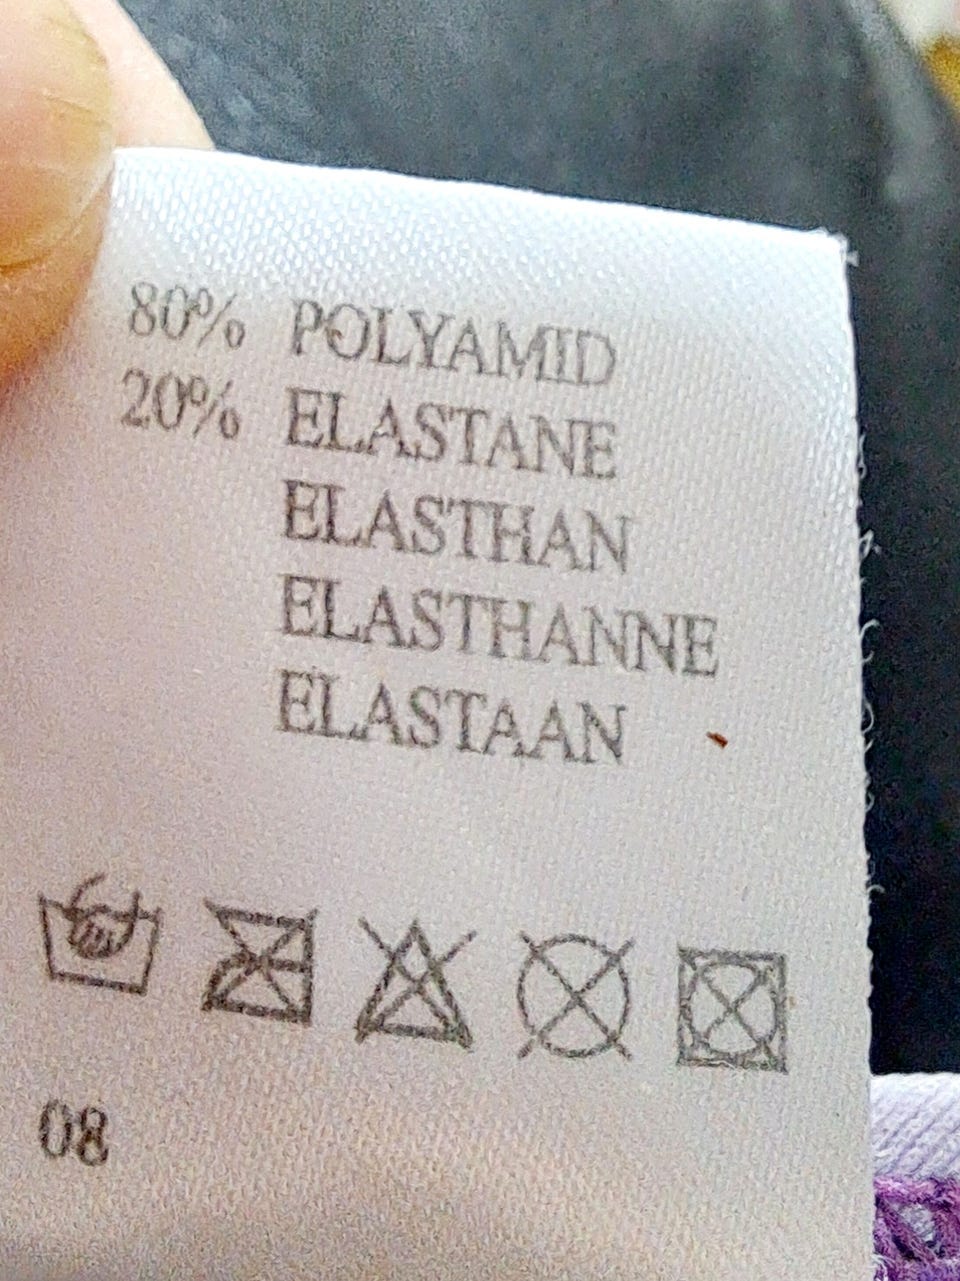 80% POLYAMID
20% ELASTANE
ELASTHAN
ELASTHANNE
ELASTAAN
08